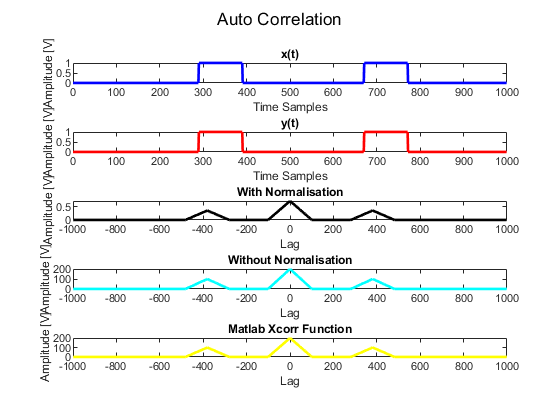 Auto Correlation
x(t)
Amplitude [V]
1
0.5
0
0 100 200 300 400 500 600 700 800 900 1000
Time Samples
y(t)
Amplitude [V]
1
0.5
0
0 100 200 300 400 500 600 700 800 900 1000
Time Samples
With Normalisation
Amplitude [V]
0.5
0
-1000 -800 -600 -400 -200 0 200 400 600 800 1000
Lag
Without Normalisation
Amplitude [V]
200
100
0
-1000 -800 -600 -400 -200 0 200 400 600 800 1000
Lag
Matlab Xcorr Function
Amplitude [V]
200
100
0
-1000 -800 -600 -400 -200 0 200 400 600 800 1000
Lag